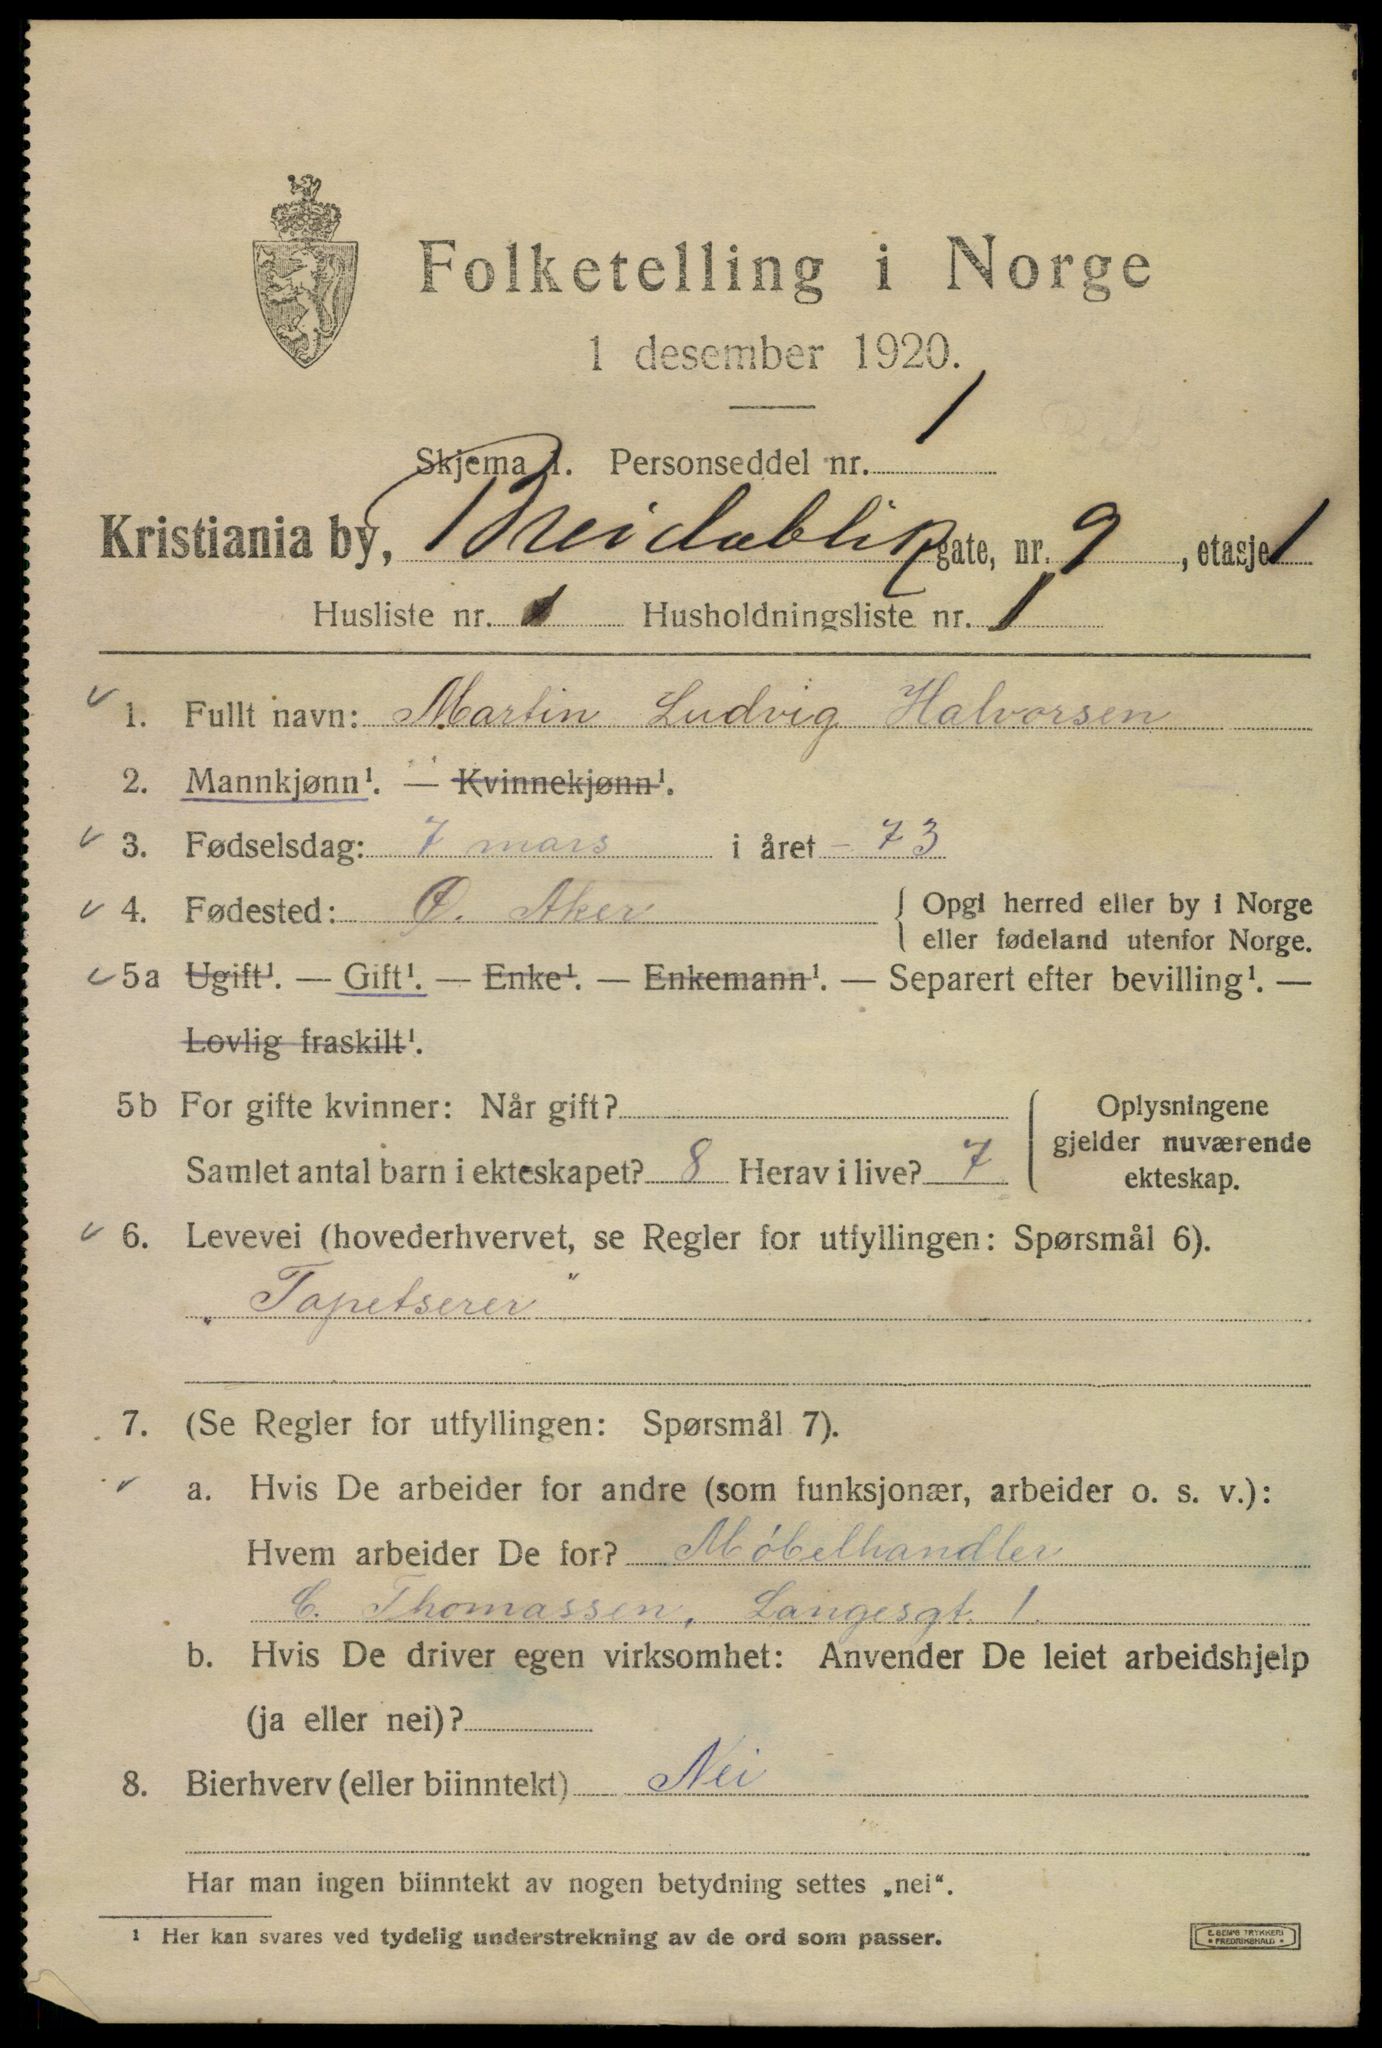 Folketelling i Norge
1 desember 1920.
Skjema 1. Personseddel nr. 1
Kristiania by, Breidablik gate, nr. 9, etasje 1
Husliste nr. 1 Husholdningsliste nr. 1
1. Fullt navn: Martin Ludvig Halvorsen
2. Mannkjønn¹. — Kvinnekjønn¹.
3. Fødselsdag: 7 mars i året - 73
4. Fødested: Ø. Aker { Opgi herred eller by i Norge
eller fødeland utenfor Norge.
5a Ugift¹. — Gift¹. — Enke¹. — Enkemann¹. — Separert efter bevilling¹. —
Lovlig fraskilt¹.
5b For gifte kvinner: Når gift?
Samlet antal barn i ekteskapet? 8 Herav i live? 7
Oplysningene
gjelder nuværende
ekteskap.
6. Levevei (hovederhvervet, se Regler for utfyllingen: Spørsmål 6).
„Tapetserer"
7. (Se Regler for utfyllingen: Spørsmål 7).
a. Hvis De arbeider for andre (som funksjonær, arbeider o. s. v.):
Hvem arbeider De for? Møbelhandler
C. Thomassen, Langesgt. 1.
b. Hvis De driver egen virksomhet: Anvender De leiet arbeidshjelp
(ja eller nei)?
8. Bierhverv (eller biinntekt) Nei
Har man ingen biinntekt av nogen betydning settes „nei".
¹ Her kan svares ved tydelig understrekning av de ord som passer.
E. SEM'S TRYKKERI
* FREDRIKSHALD *